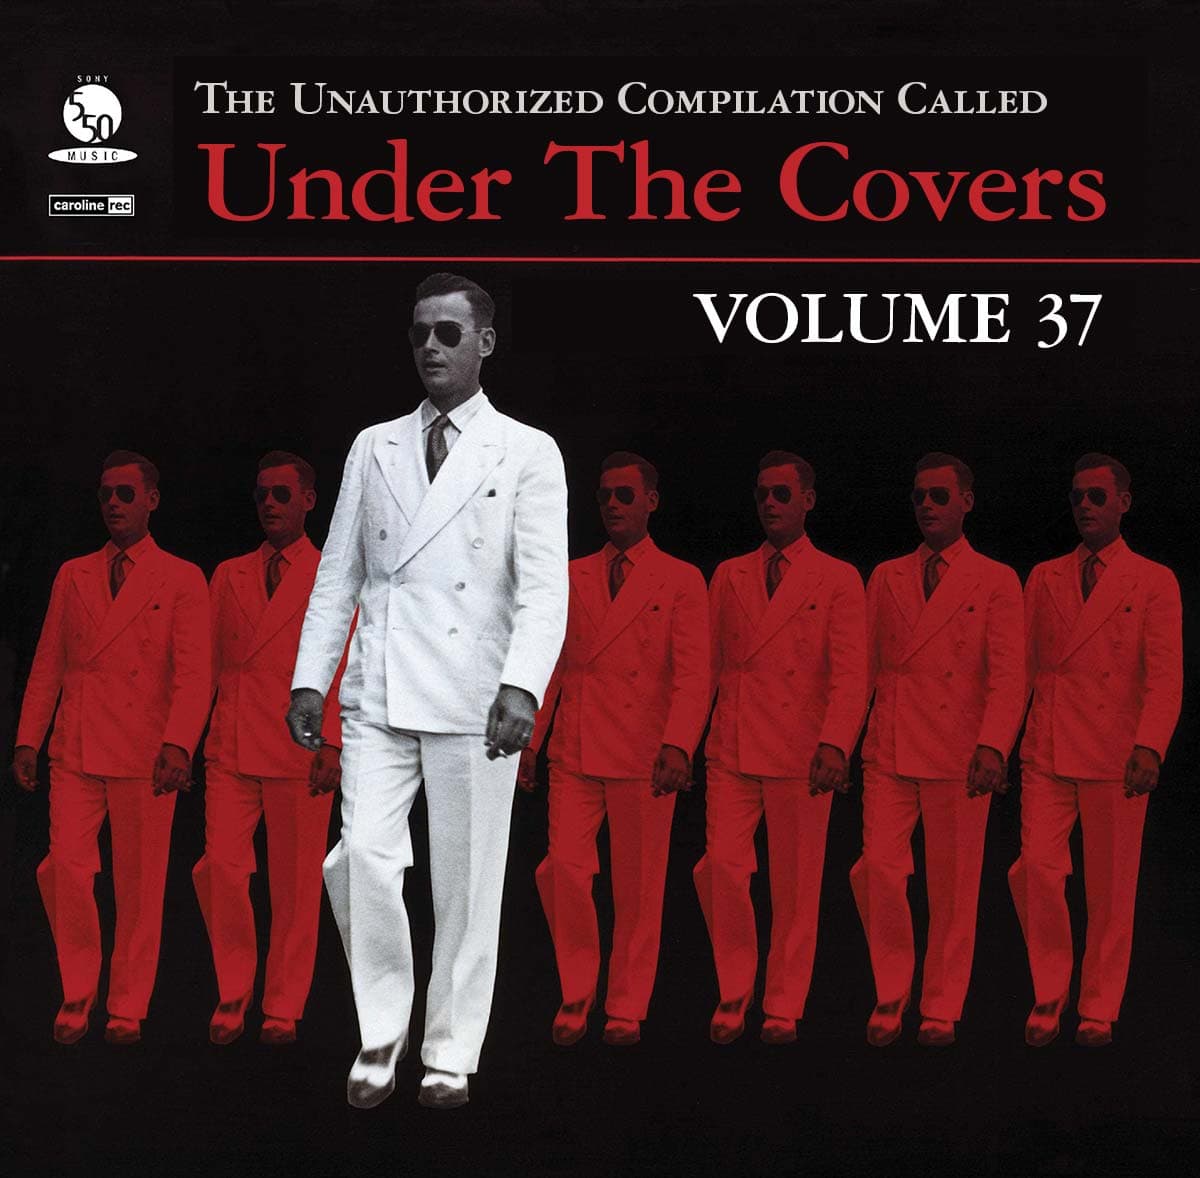 SONY
550
MUSIC
caroline rec
THE UNAUTHORIZED COMPILATION CALLED
Under The Covers
VOLUME 37